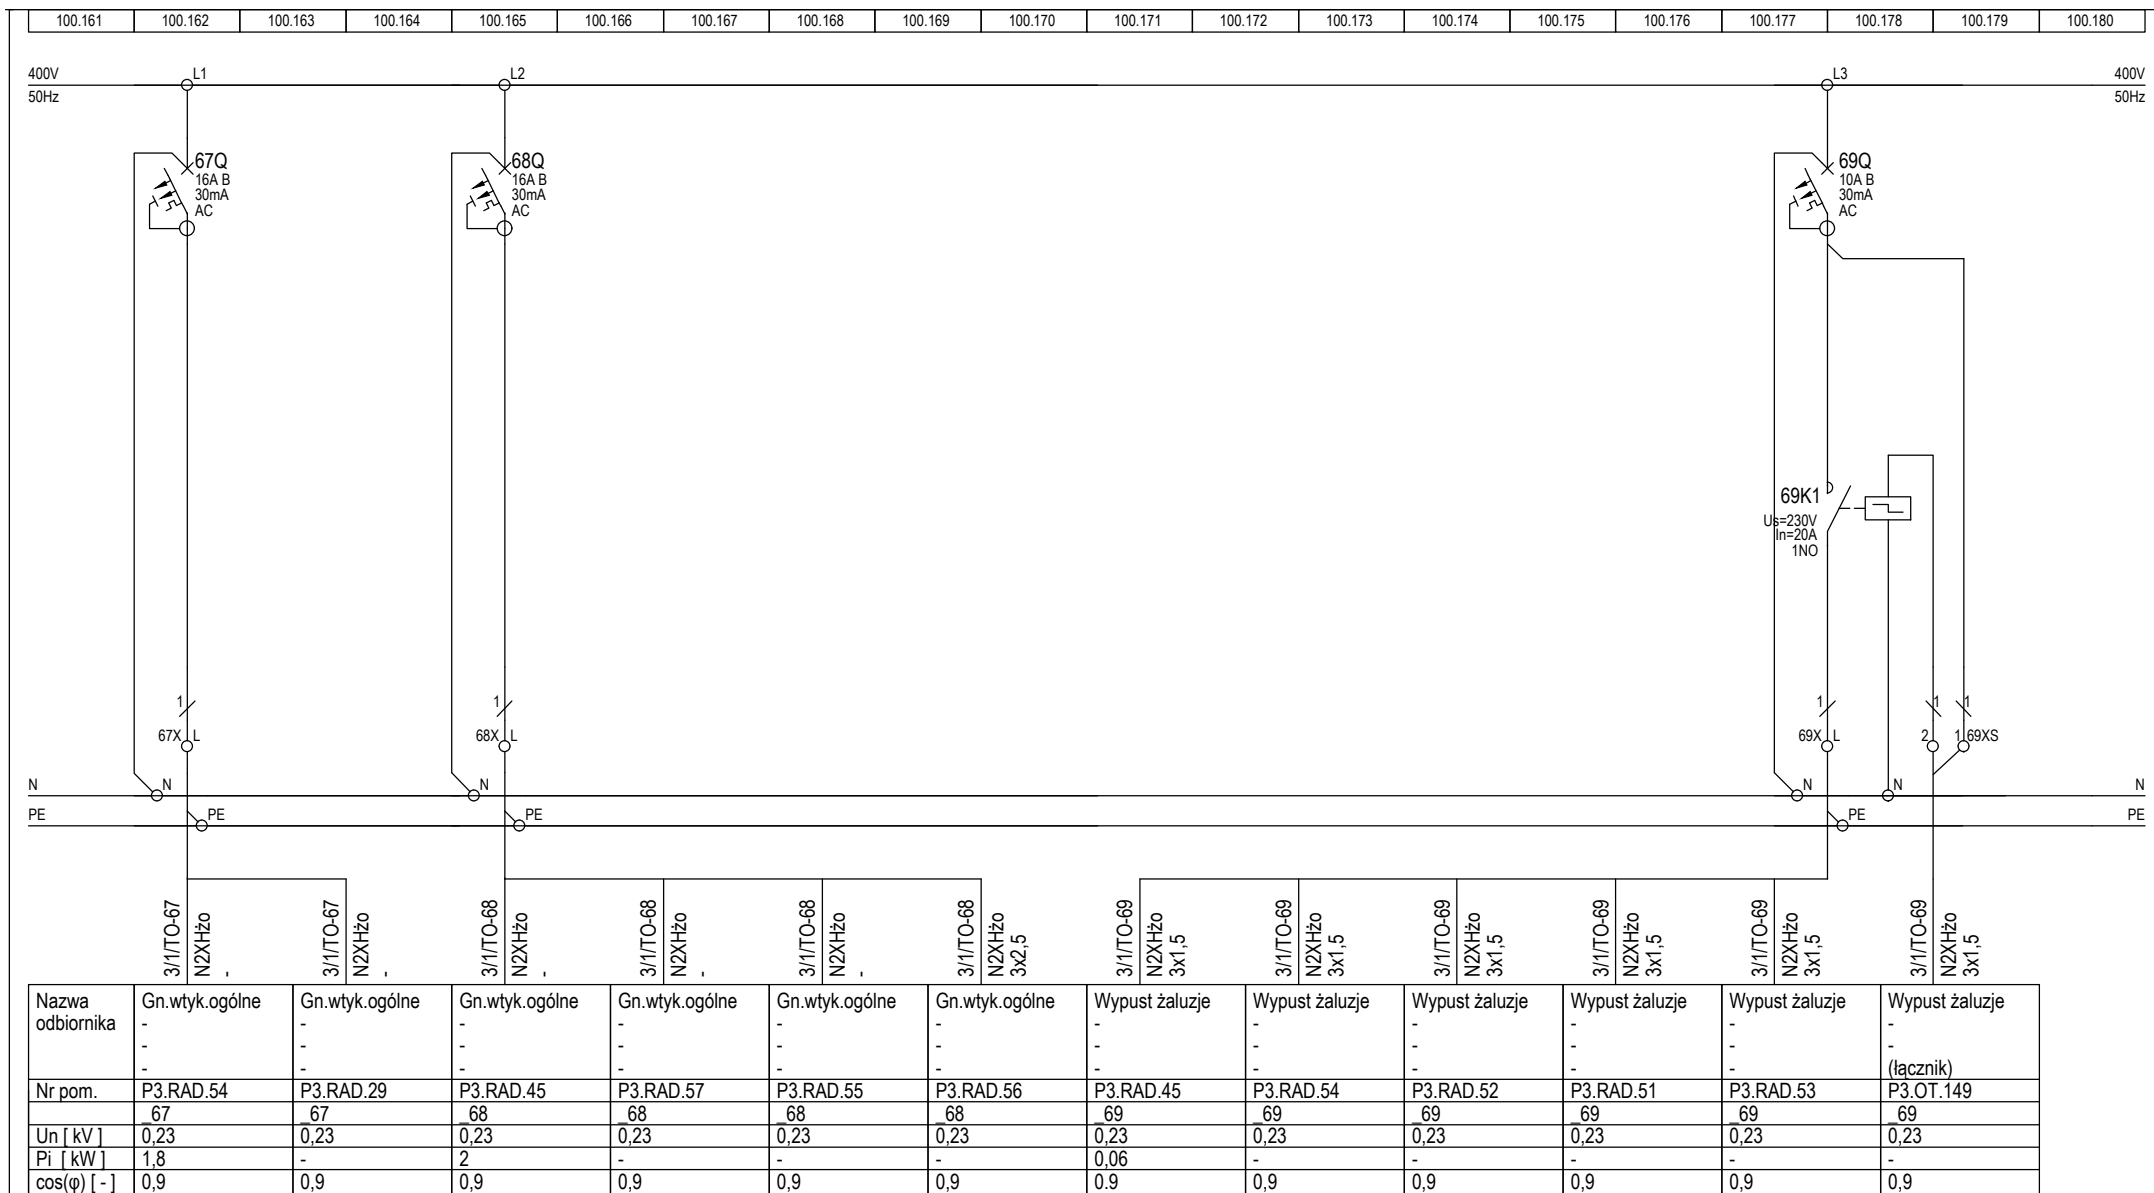 100.161 100.162 100.163 100.164 100.165 100.166 100.167 100.168 100.169 100.170 100.171 100.172 100.173 100.174 100.175 100.176 100.177 100.178 100.179 100.180
400V L1 L2 L3 400V
50Hz 50Hz
67Q 68Q 69Q
16A B 16A B 10A B
30mA 30mA 30mA
AC AC AC
69K1
Us=230V
In=20A
1NO
1 1 1 1 1
67X L 68X L 69X L 2 1 69XS
N N N N N N
PE PE PE PE PE
3/1/TO-67
N2XHżo
-
3/1/TO-67
N2XHżo
-
3/1/TO-68
N2XHżo
-
3/1/TO-68
N2XHżo
-
3/1/TO-68
N2XHżo
-
3/1/TO-68
N2XHżo
3x2,5
3/1/TO-69
N2XHżo
3x1,5
3/1/TO-69
N2XHżo
3x1,5
3/1/TO-69
N2XHżo
3x1,5
3/1/TO-69
N2XHżo
3x1,5
3/1/TO-69
N2XHżo
3x1,5
3/1/TO-69
N2XHżo
3x1,5
Nazwa Gn.wtyk.ogólne Gn.wtyk.ogólne Gn.wtyk.ogólne Gn.wtyk.ogólne Gn.wtyk.ogólne Gn.wtyk.ogólne Wypust żaluzje Wypust żaluzje Wypust żaluzje Wypust żaluzje Wypust żaluzje Wypust żaluzje
odbiornika - - - - - - - - - - - -
- - - - - - - - - - - -
- - - - - - - - - - - (łącznik)
Nr pom. P3.RAD.54 P3.RAD.29 P3.RAD.45 P3.RAD.57 P3.RAD.55 P3.RAD.56 P3.RAD.45 P3.RAD.54 P3.RAD.52 P3.RAD.51 P3.RAD.53 P3.OT.149
_67 _67 _68 _68 _68 _68 _69 _69 _69 _69 _69 _69
Un [ kV ] 0,23 0,23 0,23 0,23 0,23 0,23 0,23 0,23 0,23 0,23 0,23 0,23
Pi [ kW ] 1,8 - 2 - - - 0,06 - - - - -
cos(φ) [ - ] 0,9 0,9 0,9 0,9 0,9 0,9 0.9 0,9 0,9 0,9 0,9 0,9